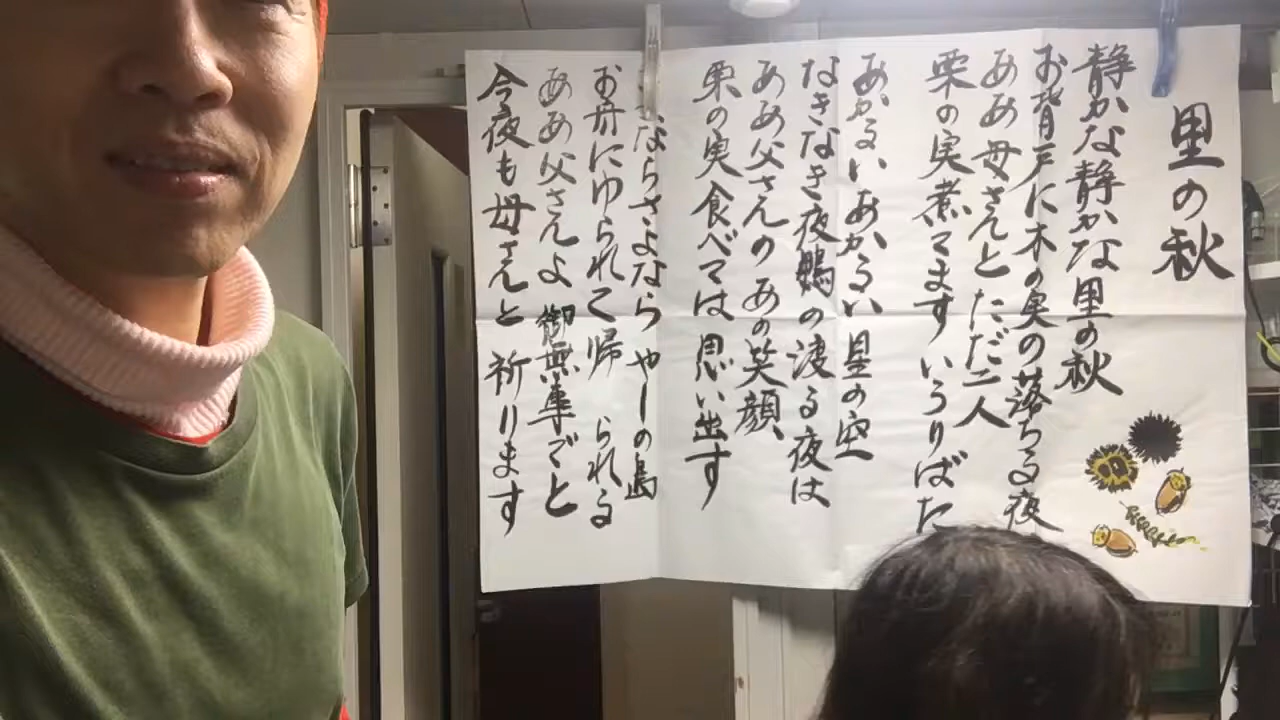 里の秋
静かな静かな里の秋
お背戸に木の実の落ちる夜
ああ母さんとただ二人
栗の実煮てます いろりばた
あかるいあかるい 星の空
なきなき夜鴨の渡る夜は
ああ父さんの あの笑顔、
栗の実食べては 思い出す
ならさよなら やしの島
お舟にゆられて 帰 られる
ああ父さんよ 御無事でと
今夜も母さんと 祈ります